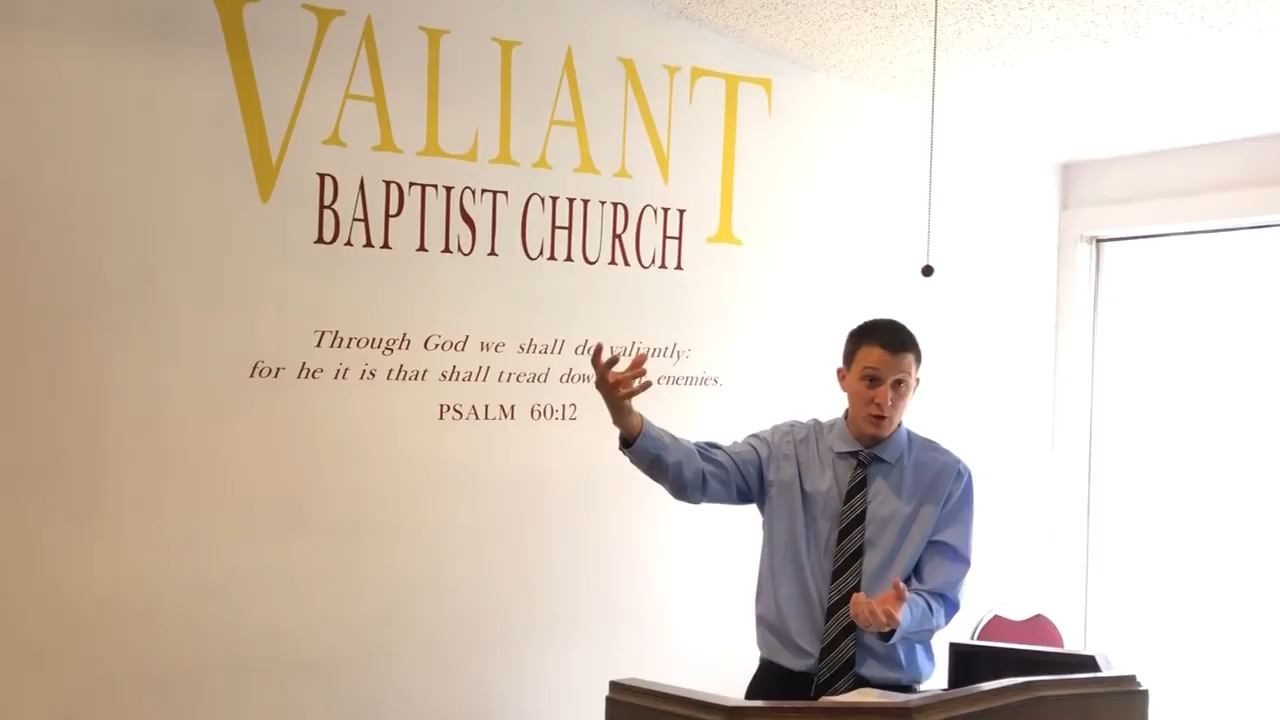 VALIANT
BAPTIST CHURCH
Through God we shall do valiantly:
for he it is that shall tread enemies.
PSALM 60:12